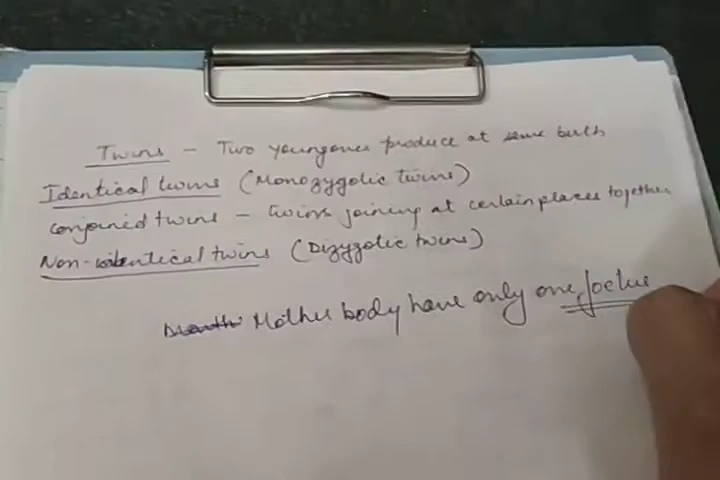 Twins - Two youngones produce at same birth
Identical twins (Monozygotic twins)
conjoined twins - twins joining at certain places together
Non-identical twins (Dizygotic twins)
Mother body have only one foetus